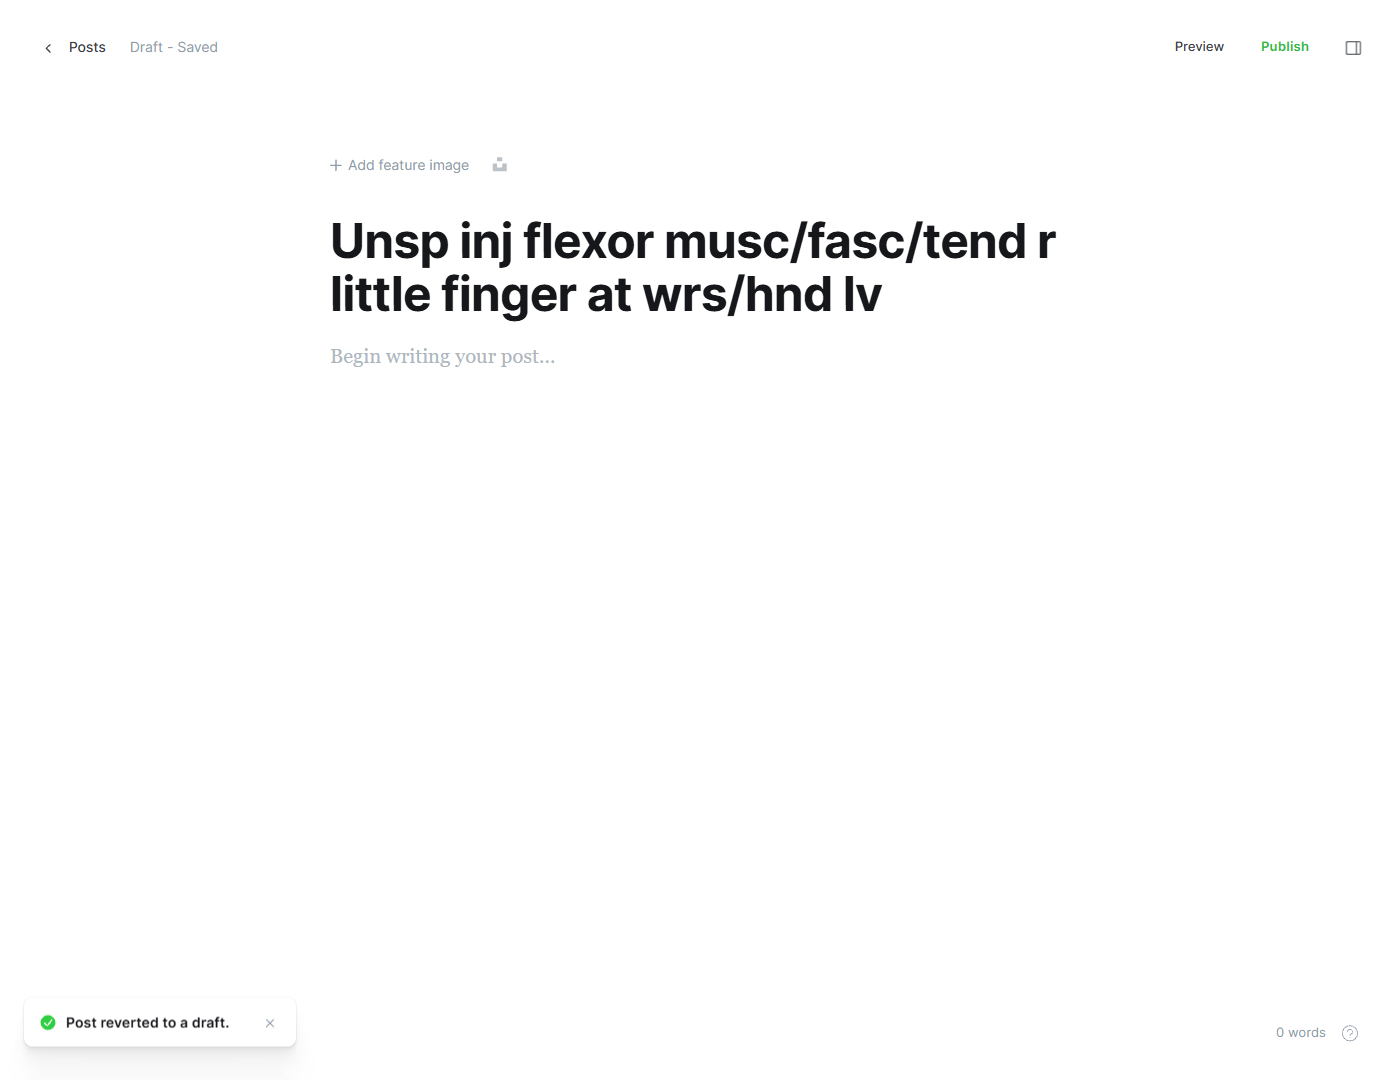 Posts
Draft - Saved
Preview
Publish
Add feature image
Unsp inj flexor musc/fasc/tend r
little finger at wrs/hnd lv
Begin writing your post...
Post reverted to a draft.
0 words